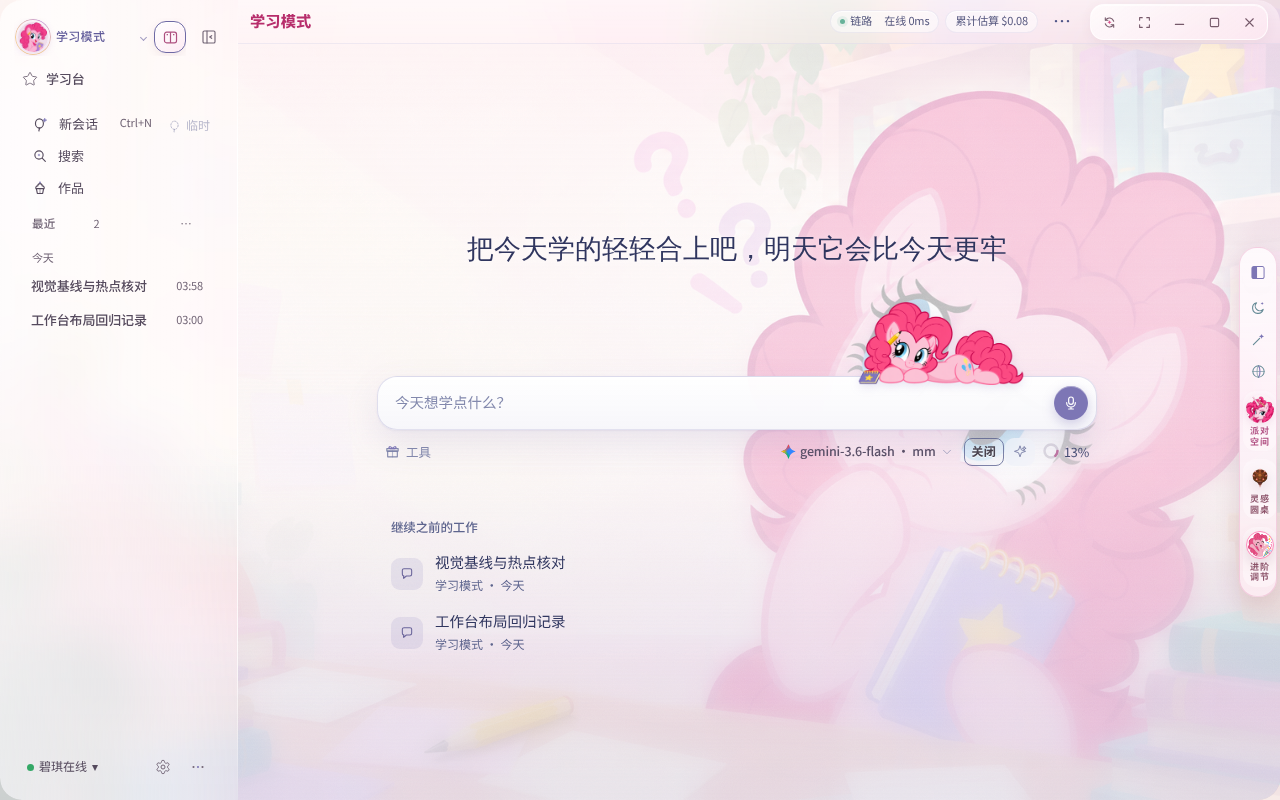 学习模式
学习台
新会话 Ctrl+N 临时
搜索
作品
最近 2 ···
今天
视觉基线与热点核对 03:58
工作台布局回归记录 03:00
碧琪在线 ▾ ···
学习模式
链路 在线 0ms 累计估算 $0.08 ···
把今天学的轻轻合上吧，明天它会比今天更牢
今天想学点什么？
工具 gemini-3.6-flash · mm 关闭 13%
继续之前的工作
视觉基线与热点核对
学习模式 · 今天
工作台布局回归记录
学习模式 · 今天
派对
空间
灵感
圆桌
进阶
调节